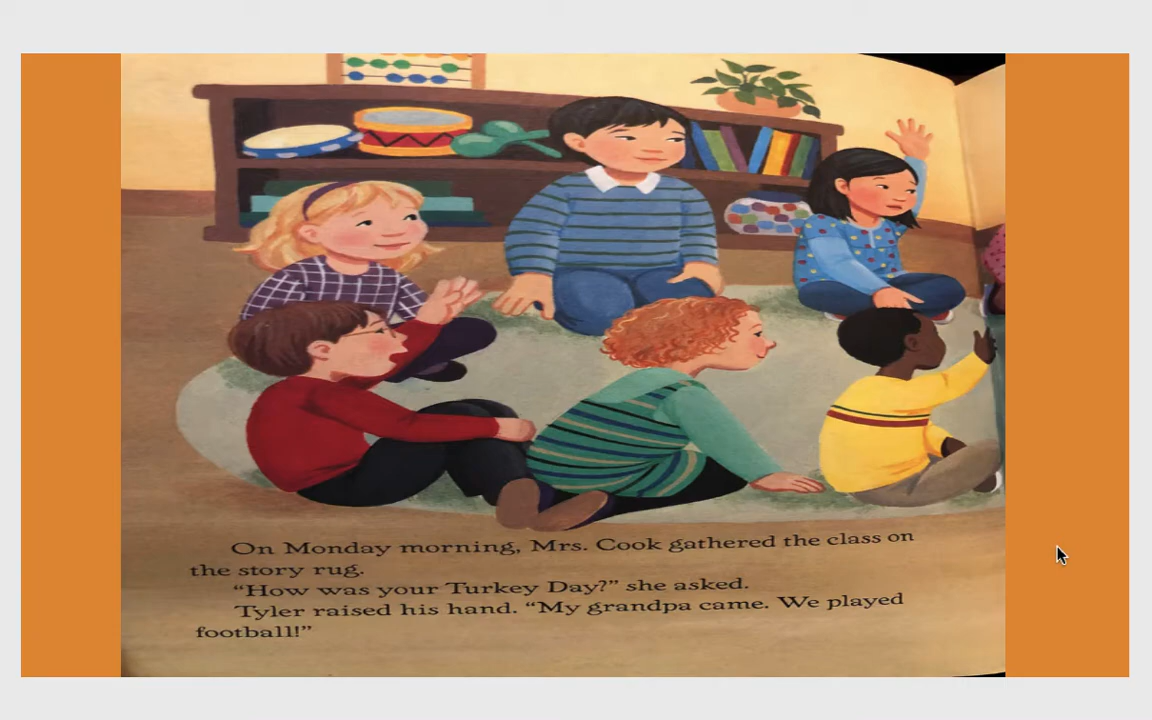 On Monday morning, Mrs. Cook gathered the class on
the story rug.
“How was your Turkey Day?” she asked.
Tyler raised his hand. “My grandpa came. We played
football!”